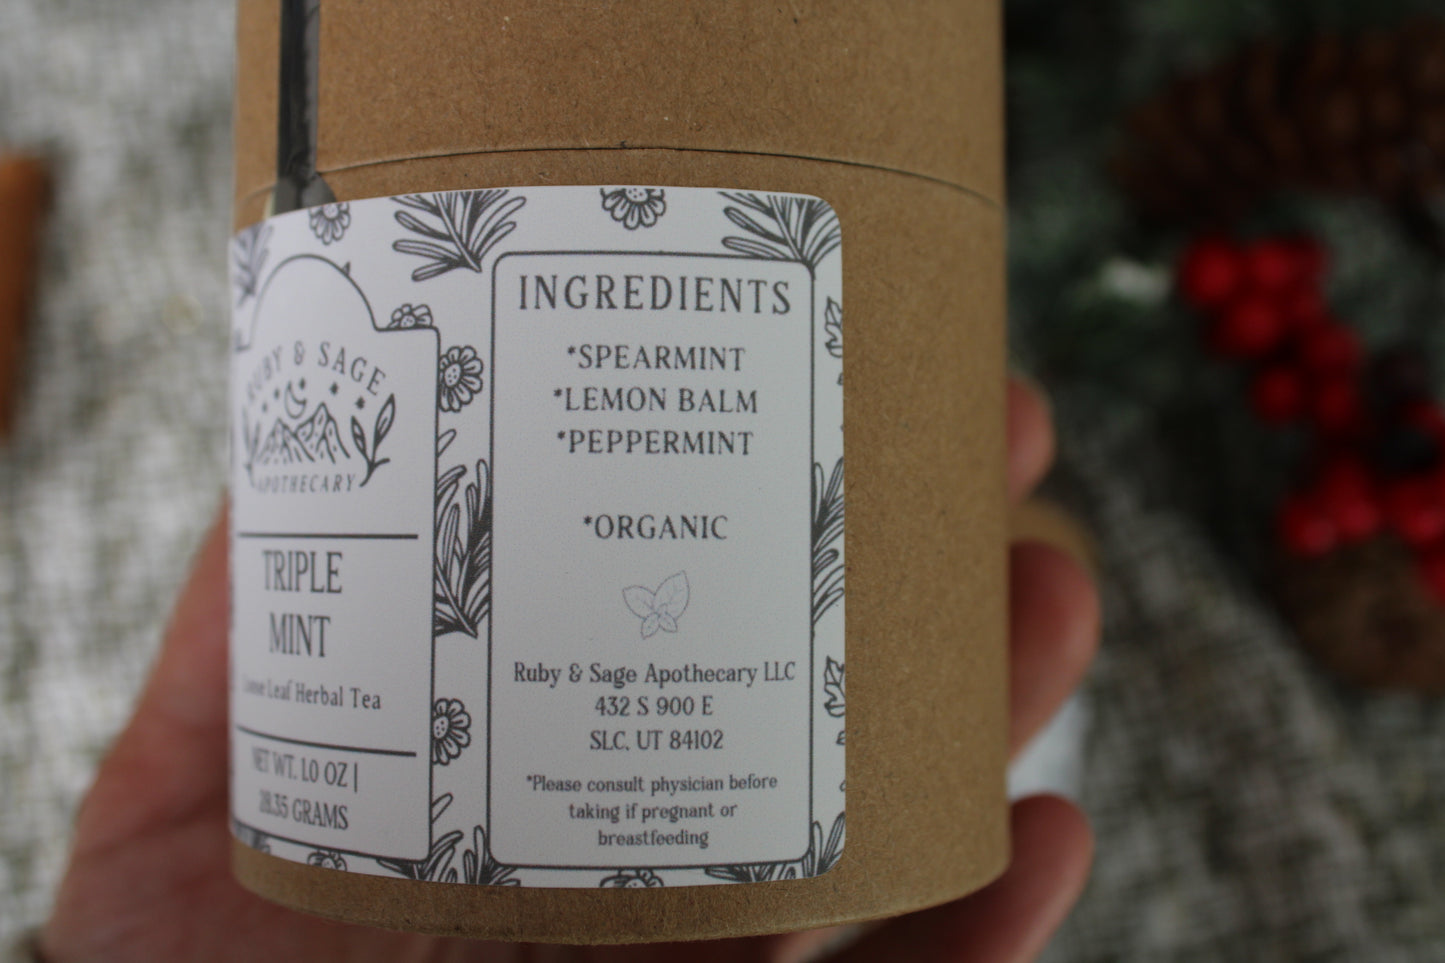 RUBY & SAGE
APOTHECARY
TRIPLE
MINT
Loose Leaf Herbal Tea
NET WT. 1.0 OZ |
28.35 GRAMS
INGREDIENTS
*SPEARMINT
*LEMON BALM
*PEPPERMINT
*ORGANIC
Ruby & Sage Apothecary LLC
432 S 900 E
SLC, UT 84102
*Please consult physician before
taking if pregnant or
breastfeeding